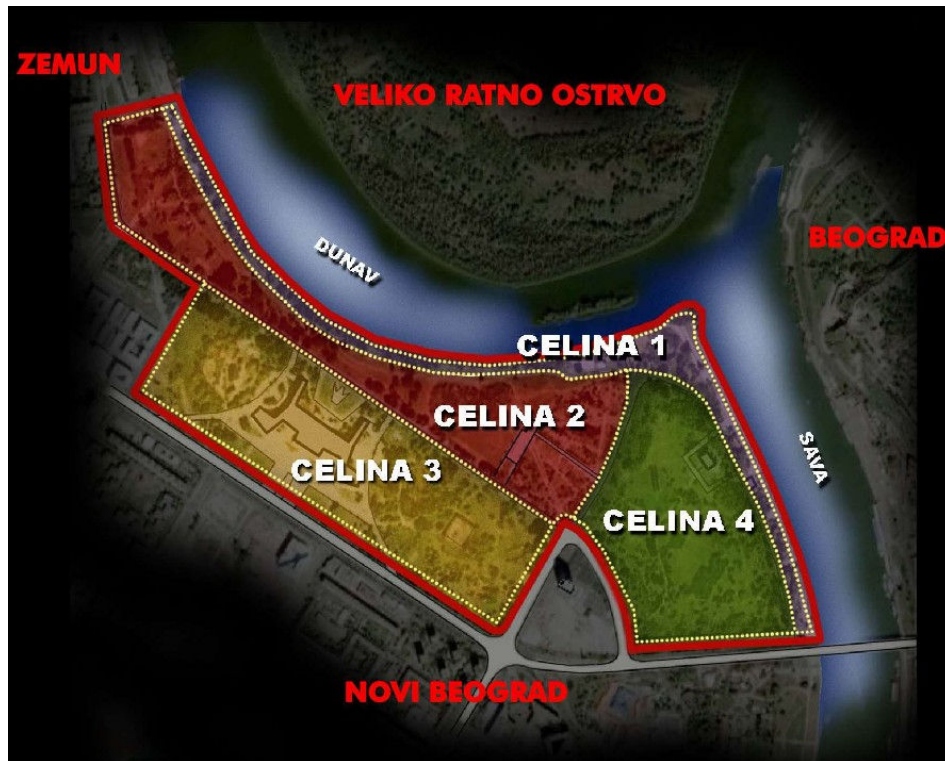 ZEMUN
VELIKO RATNO OSTRVO
BEOGRAD
DUNAV
CELINA 1
CELINA 2
SAVA
CELINA 3
CELINA 4
NOVI BEOGRAD